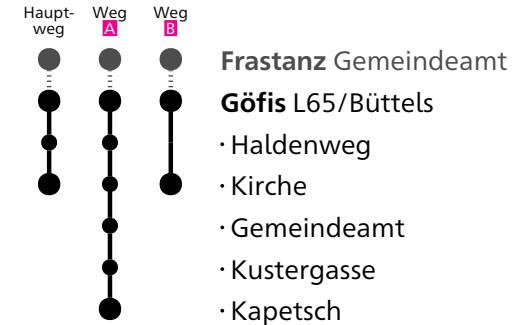 Haupt-
weg
Weg
A
Weg
B
Frastanz Gemeindeamt
Göfis L65/Büttels
· Haldenweg
· Kirche
· Gemeindeamt
· Kustergasse
· Kapetsch